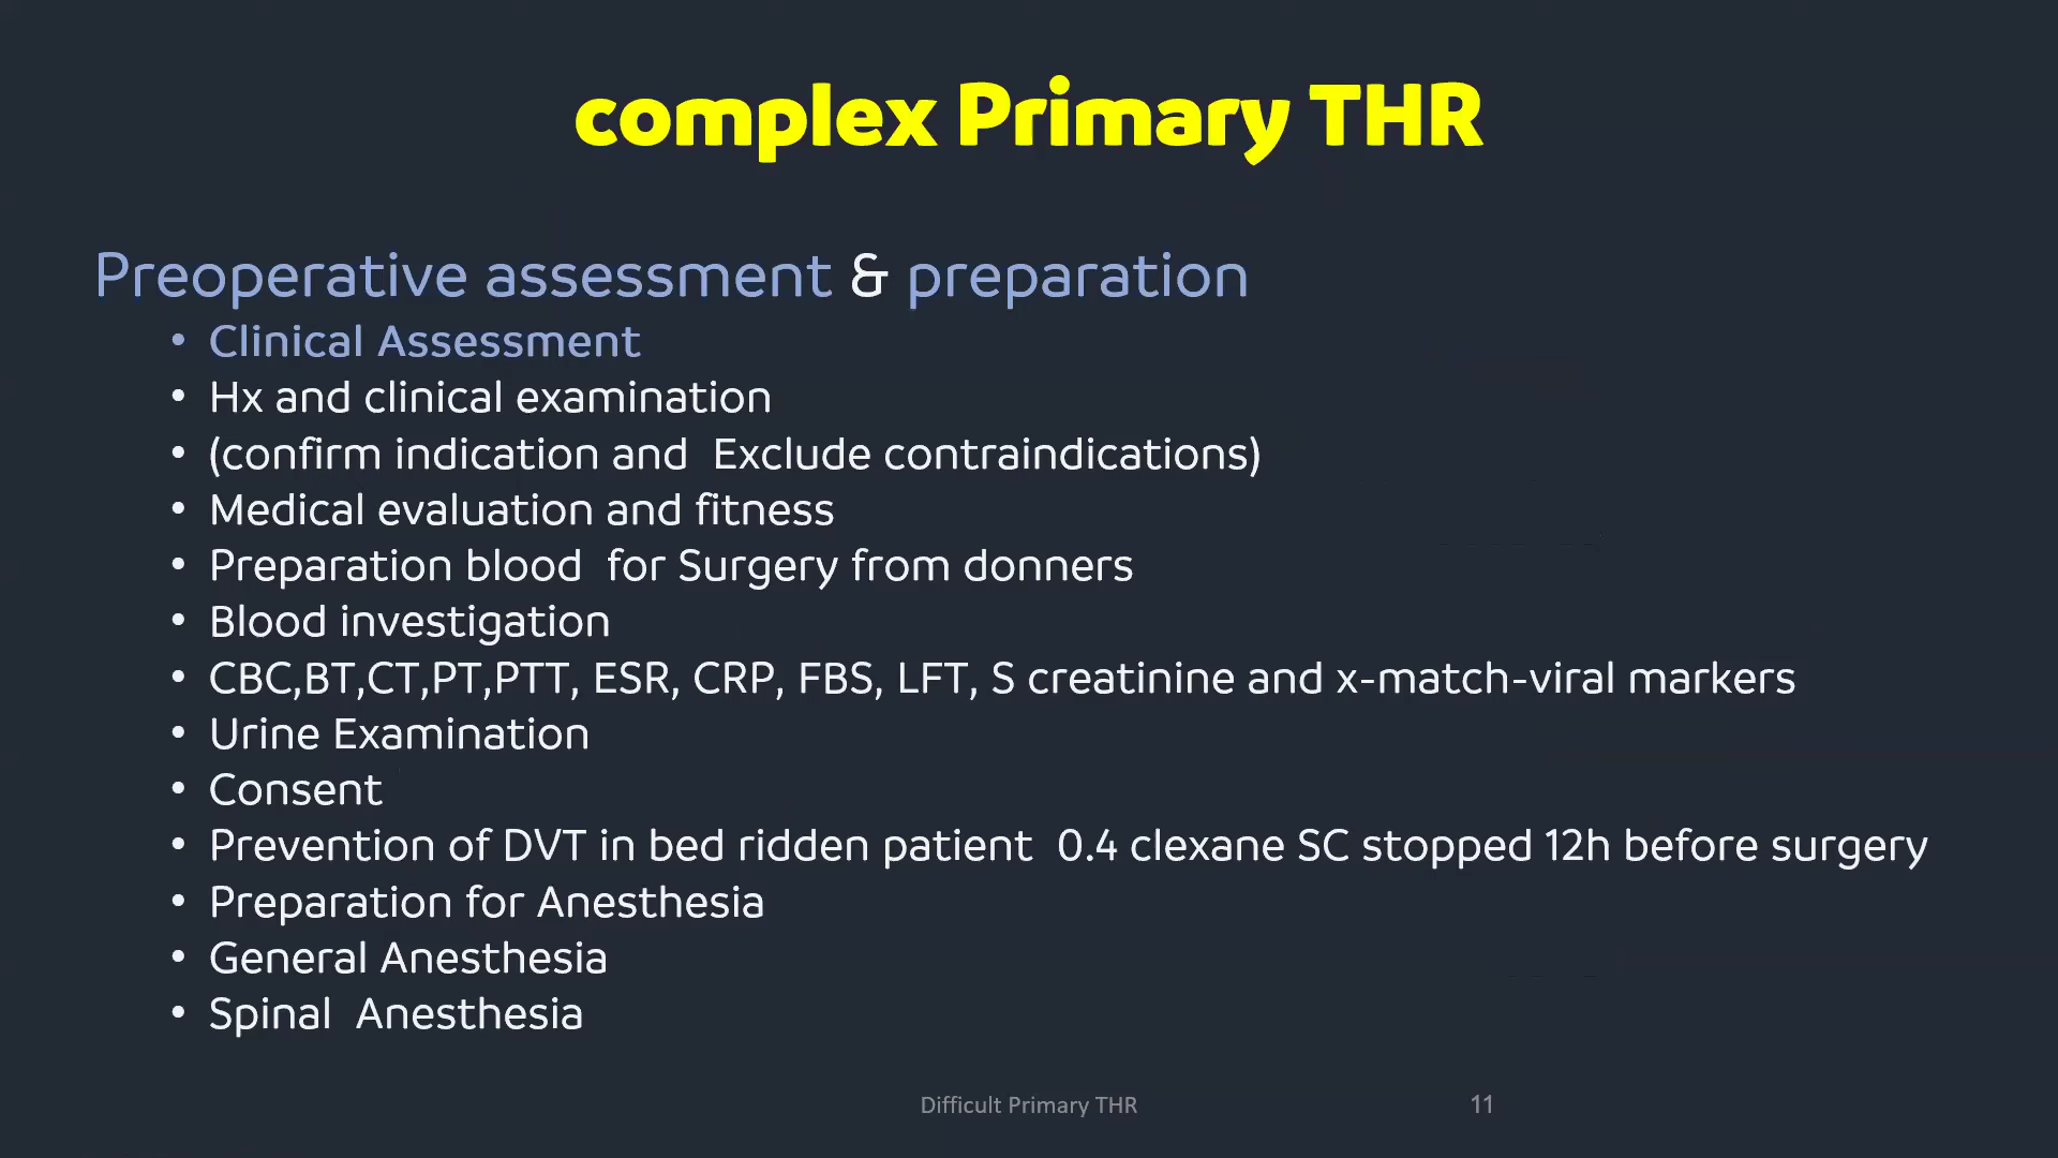 complex Primary THR
Preoperative assessment & preparation
• Clinical Assessment
• Hx and clinical examination
• (confirm indication and  Exclude contraindications)
• Medical evaluation and fitness
• Preparation blood  for Surgery from donners
• Blood investigation
• CBC,BT,CT,PT,PTT, ESR, CRP, FBS, LFT, S creatinine and x-match-viral markers
• Urine Examination
• Consent
• Prevention of DVT in bed ridden patient  0.4 clexane SC stopped 12h before surgery
• Preparation for Anesthesia
• General Anesthesia
• Spinal  Anesthesia
Difficult Primary THR 11